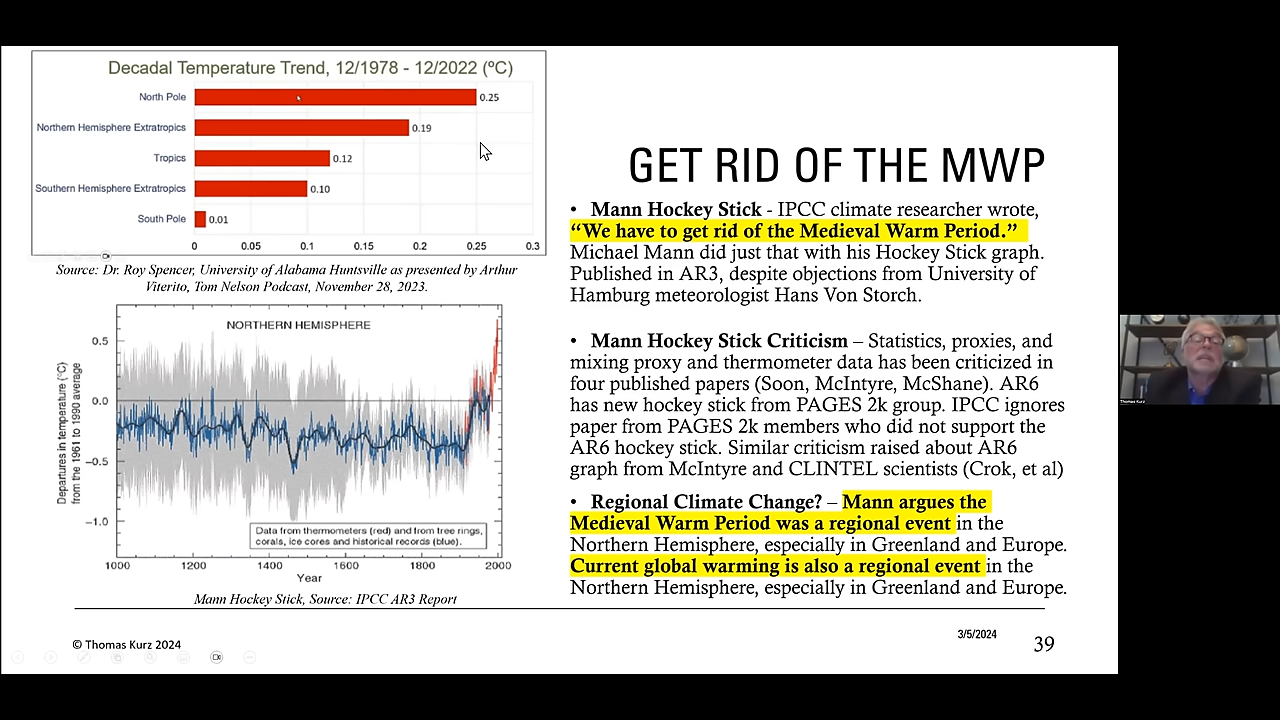 Decadal Temperature Trend, 12/1978 - 12/2022 (ºC)
North Pole
0.25
Northern Hemisphere Extratropics
0.19
Tropics
0.12
Southern Hemisphere Extratropics
0.10
South Pole
0.01
0 0.05 0.1 0.15 0.2 0.25 0.3
Source: Dr. Roy Spencer, University of Alabama Huntsville as presented by Arthur
Viterito, Tom Nelson Podcast, November 28, 2023.
NORTHERN HEMISPHERE
Departures in temperature (°C)
from the 1961 to 1990 average
0.5
0.0
−0.5
−1.0
Data from thermometers (red) and from tree rings,
corals, ice cores and historical records (blue).
1000 1200 1400 1600 1800 2000
Year
Mann Hockey Stick, Source: IPCC AR3 Report
GET RID OF THE MWP
• Mann Hockey Stick - IPCC climate researcher wrote,
“We have to get rid of the Medieval Warm Period.”
Michael Mann did just that with his Hockey Stick graph.
Published in AR3, despite objections from University of
Hamburg meteorologist Hans Von Storch.
• Mann Hockey Stick Criticism – Statistics, proxies, and
mixing proxy and thermometer data has been criticized in
four published papers (Soon, McIntyre, McShane). AR6
has new hockey stick from PAGES 2k group. IPCC ignores
paper from PAGES 2k members who did not support the
AR6 hockey stick. Similar criticism raised about AR6
graph from McIntyre and CLINTEL scientists (Crok, et al)
• Regional Climate Change? – Mann argues the
Medieval Warm Period was a regional event in the
Northern Hemisphere, especially in Greenland and Europe.
Current global warming is also a regional event in the
Northern Hemisphere, especially in Greenland and Europe.
© Thomas Kurz 2024
3/5/2024
39
Thomas Kurz